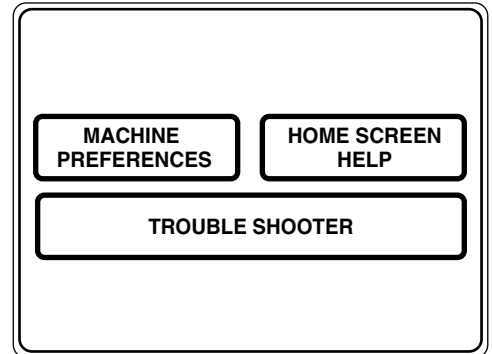 MACHINE
PREFERENCES
HOME SCREEN
HELP
TROUBLE SHOOTER